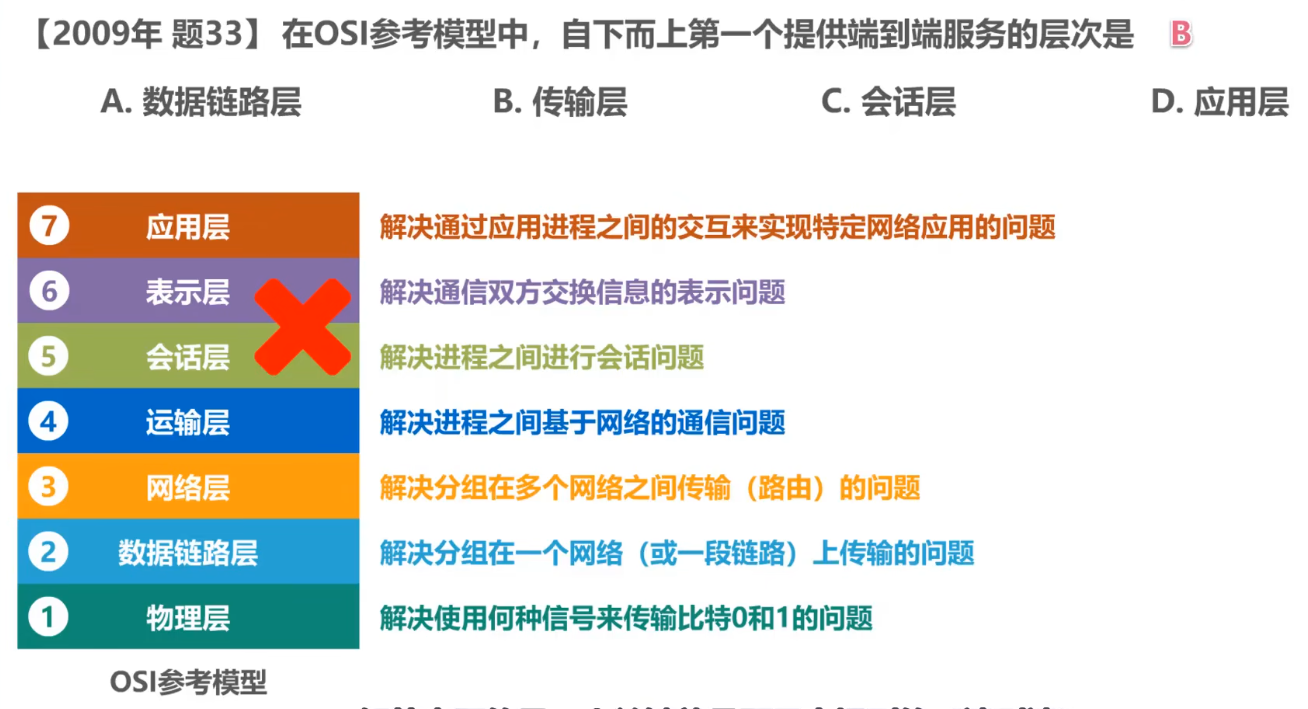 【2009年 题33】 在OSI参考模型中，自下而上第一个提供端到端服务的层次是 B
A. 数据链路层 B. 传输层 C. 会话层 D. 应用层
7 应用层 解决通过应用进程之间的交互来实现特定网络应用的问题
6 表示层 解决通信双方交换信息的表示问题
5 会话层 解决进程之间进行会话问题
4 运输层 解决进程之间基于网络的通信问题
3 网络层 解决分组在多个网络之间传输（路由）的问题
2 数据链路层 解决分组在一个网络（或一段链路）上传输的问题
1 物理层 解决使用何种信号来传输比特0和1的问题
OSI参考模型